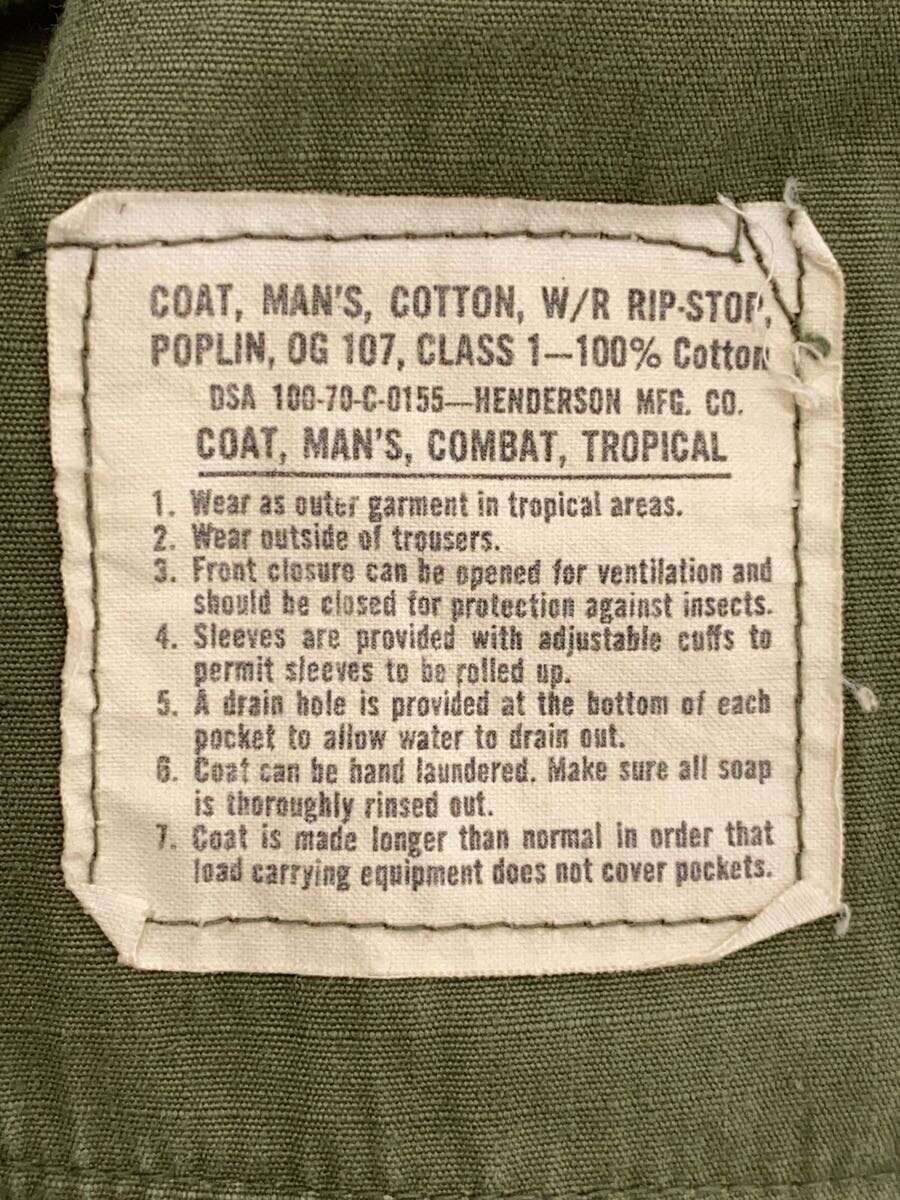 COAT, MAN'S, COTTON, W/R RIP-STOP,
POPLIN, OG 107, CLASS 1—100% Cotton
DSA 100-70-C-0155—HENDERSON MFG. CO.
COAT, MAN'S, COMBAT, TROPICAL
1. Wear as outer garment in tropical areas.
2. Wear outside of trousers.
3. Front closure can be opened for ventilation and
should be closed for protection against insects.
4. Sleeves are provided with adjustable cuffs to
permit sleeves to be rolled up.
5. A drain hole is provided at the bottom of each
pocket to allow water to drain out.
6. Coat can be hand laundered. Make sure all soap
is thoroughly rinsed out.
7. Coat is made longer than normal in order that
load carrying equipment does not cover pockets.